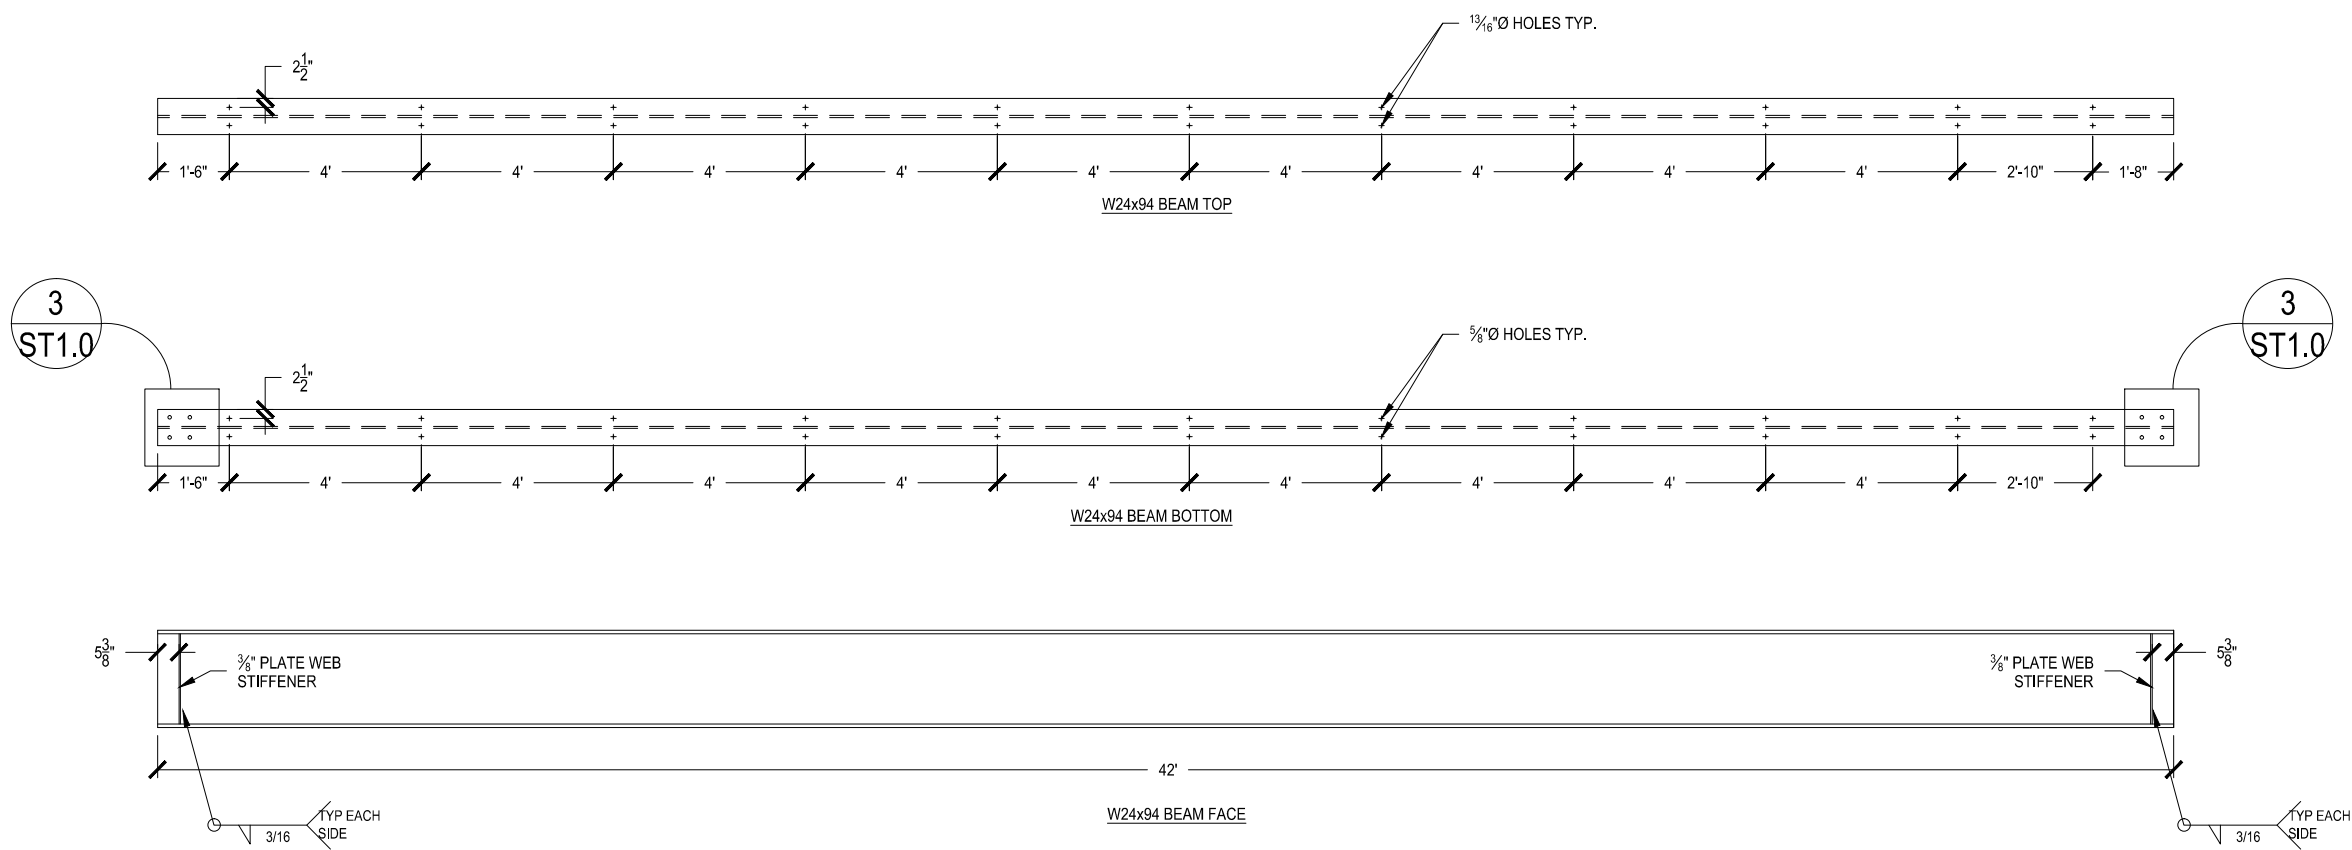 13/16"Ø HOLES TYP.
2 1/2"
1'-6" 4' 4' 4' 4' 4' 4' 4' 4' 4' 2'-10" 1'-8"
W24x94 BEAM TOP
3
ST1.0
3
ST1.0
5/8"Ø HOLES TYP.
2 1/2"
1'-6" 4' 4' 4' 4' 4' 4' 4' 4' 4' 2'-10"
W24x94 BEAM BOTTOM
5 3/8"
3/8" PLATE WEB
STIFFENER
3/8" PLATE WEB
STIFFENER
5 3/8"
42'
W24x94 BEAM FACE
3/16
TYP EACH
SIDE
3/16
TYP EACH
SIDE